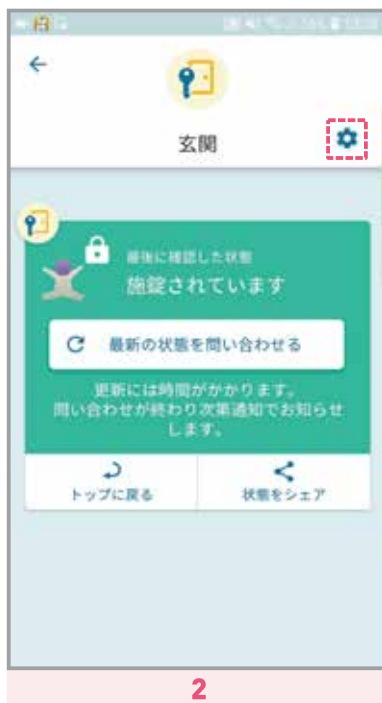 玄関
最後に確認した状態
施錠されています
最新の状態を問い合わせる
更新には時間がかかります。
問い合わせが終わり次第通知でお知らせ
します。
トップに戻る
状態をシェア
2